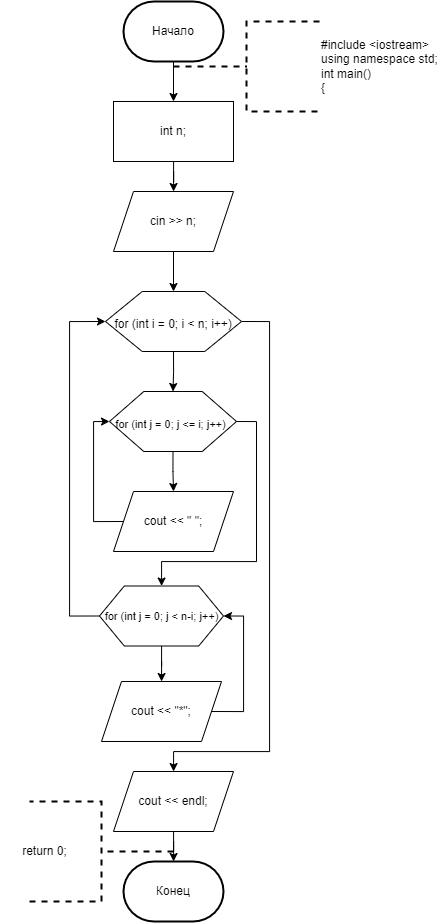 Начало
#include <iostream>
using namespace std;
int main()
{
int n;
cin >> n;
for (int i = 0; i < n; i++)
for (int j = 0; j <= i; j++)
cout << " ";
for (int j = 0; j < n-i; j++)
cout << "*";
cout << endl;
return 0;
Конец